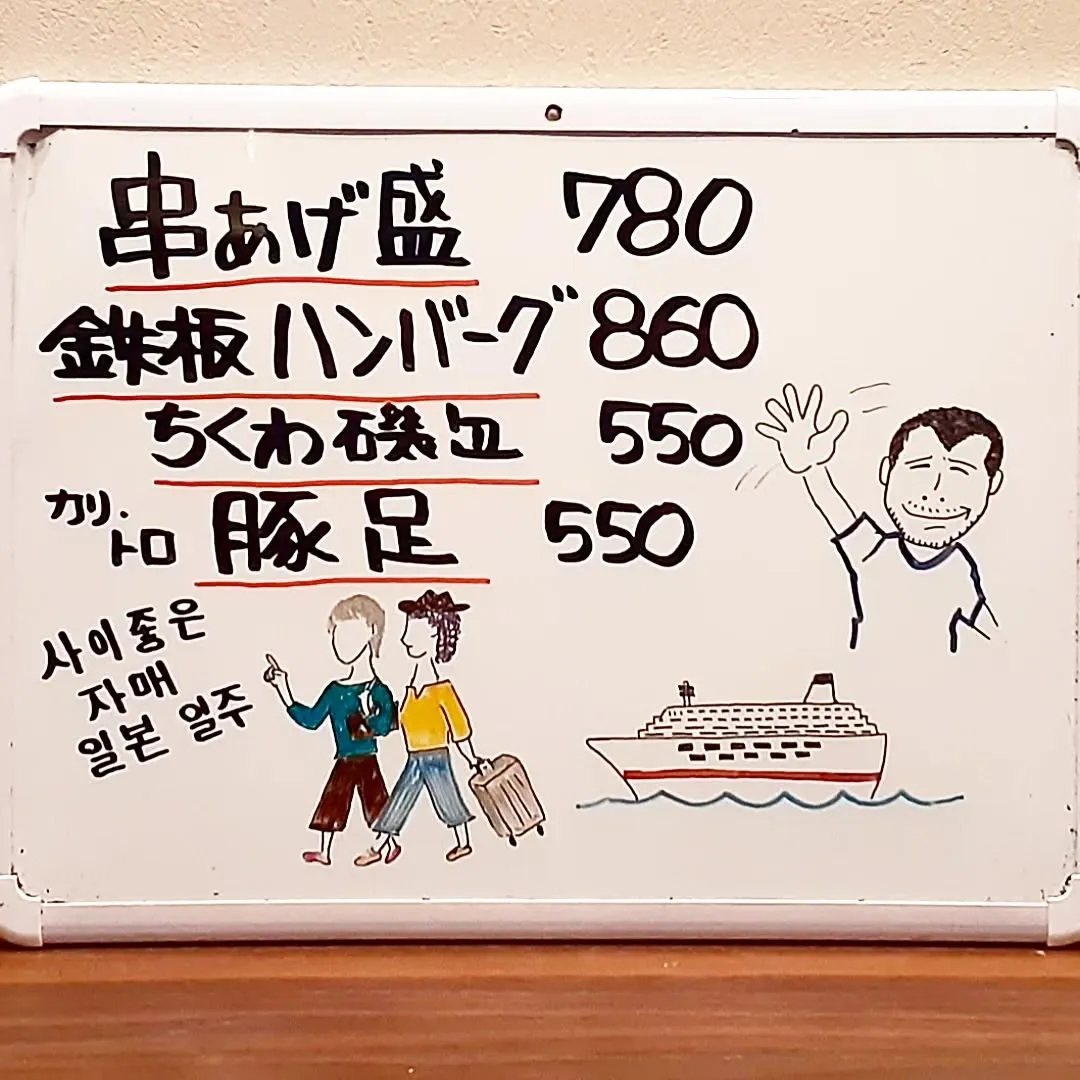 串あげ盛 780
鉄板ハンバーグ 860
ちくわ磯辺 550
カリ・
トロ 豚足 550
사이좋은
자매
일본 일주